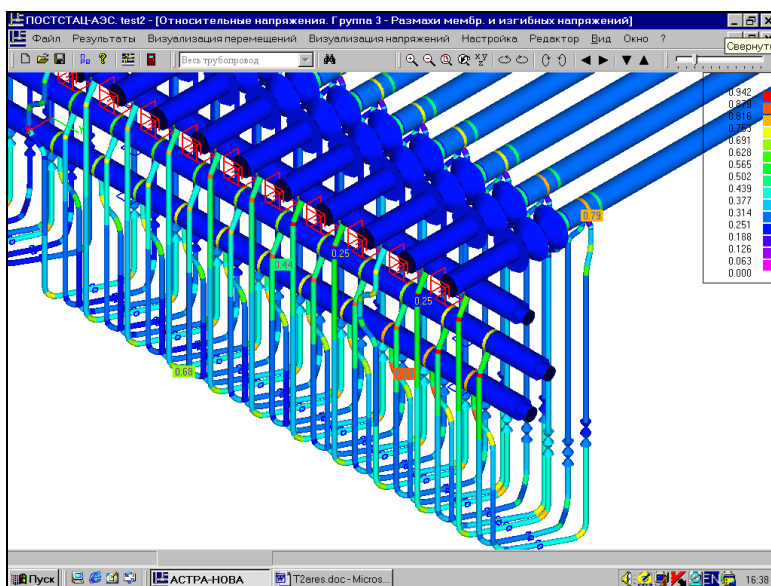 ПОСТСТАЦ-АЭС. test2 - [Относительные напряжения. Группа 3 - Размахи мембр. и изгибных напряжений]
Файл Результаты Визуализация перемещений Визуализация напряжений Настройка Редактор Вид Окно ?
Свернуть
Весь трубопровод
0.942
0.879
0.816
0.753
0.691
0.628
0.565
0.502
0.439
0.377
0.314
0.251
0.188
0.126
0.063
0.000
0.79
0.25
0.44
0.25
0.68
Пуск
АСТРА-НОВА
T2ares.doc - Micros...
EN
16:38